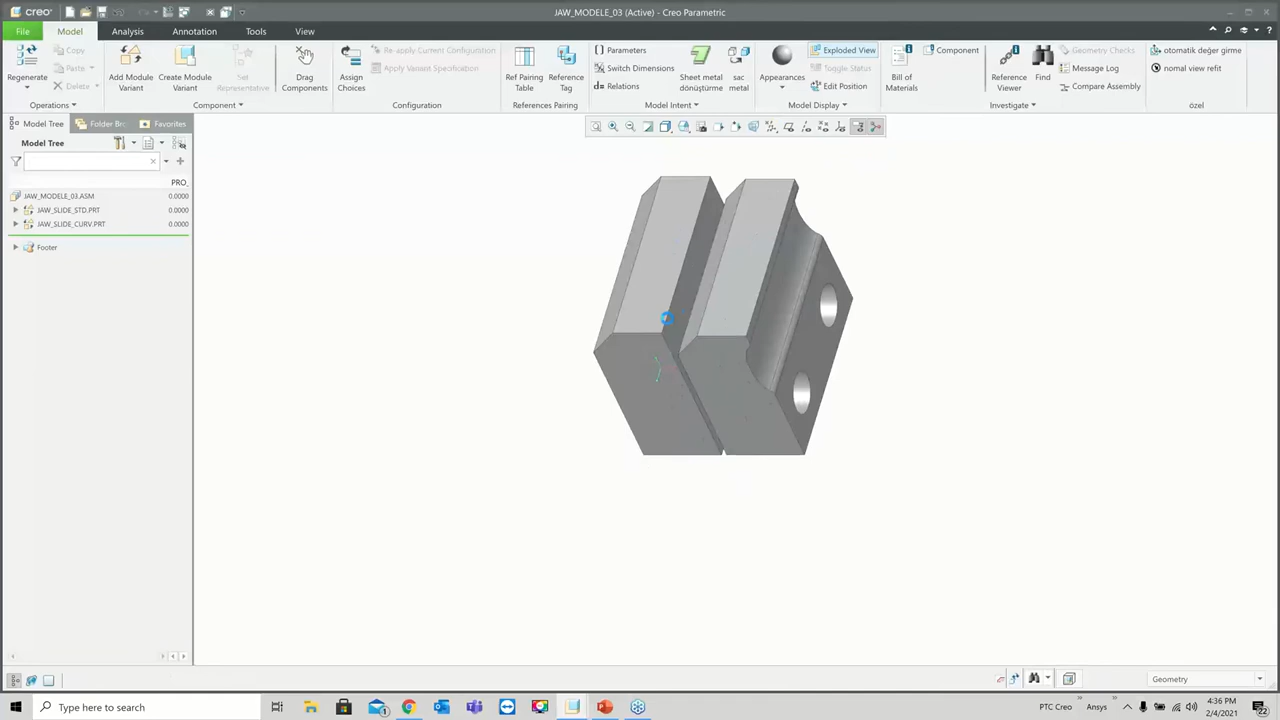 creo
JAW_MODELE_03 (Active) - Creo Parametric
File
Model
Analysis
Annotation
Tools
View
Regenerate
Copy
Paste
Delete
Operations
Add Module Variant
Create Module Variant
Set Representative
Component
Drag Components
Assign Choices
Re-apply Current Configuration
Apply Variant Specification
Configuration
Ref Pairing Table
Reference Tag
References Pairing
Parameters
Switch Dimensions
Relations
Sheet metal dönüştürme
sac metal
Model Intent
Appearances
Exploded View
Toggle Status
Edit Position
Model Display
Bill of Materials
Component
Reference Viewer
Find
Geometry Checks
Message Log
Compare Assembly
Investigate
otomatik değer girme
nomal view refit
özel
Model Tree
Folder Br
Favorites
Model Tree
PRO_
JAW_MODELE_03.ASM 0.0000
JAW_SLIDE_STD.PRT 0.0000
JAW_SLIDE_CURV.PRT 0.0000
Footer
Geometry
Type here to search
PTC Creo
Ansys
4:36 PM
2/4/2021
22